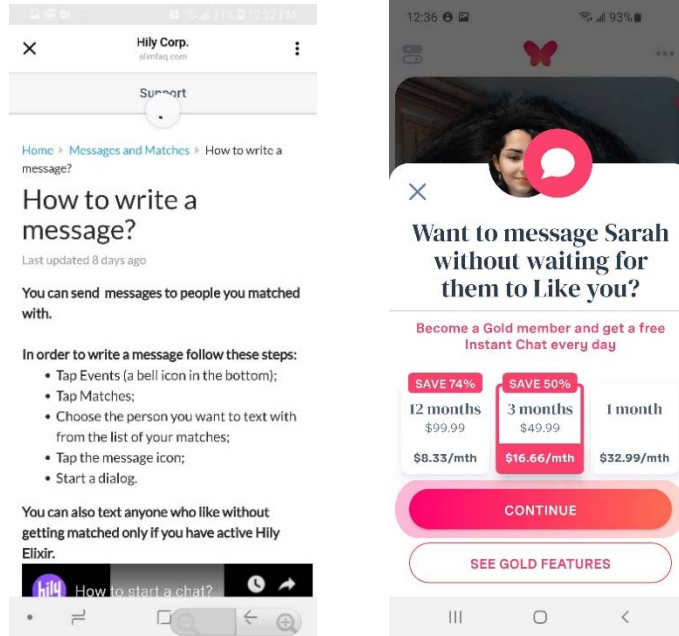 31% 12:02 PM
Hily Corp.
slimfaq.com
Support
Home Messages and Matches How to write a
message?
How to write a
message?
Last updated 8 days ago
You can send messages to people you matched
with.
In order to write a message follow these steps:
• Tap Events (a bell icon in the bottom);
• Tap Matches;
• Choose the person you want to text with
from the list of your matches;
• Tap the message icon;
• Start a dialog.
You can also text anyone who like without
getting matched only if you have active Hily
Elixir.
hily How to start a chat?
12:36 93%
Want to message Sarah
without waiting for
them to Like you?
Become a Gold member and get a free
Instant Chat every day
SAVE 74% SAVE 50%
12 months 3 months 1 month
$99.99 $49.99
$8.33/mth $16.66/mth $32.99/mth
CONTINUE
SEE GOLD FEATURES